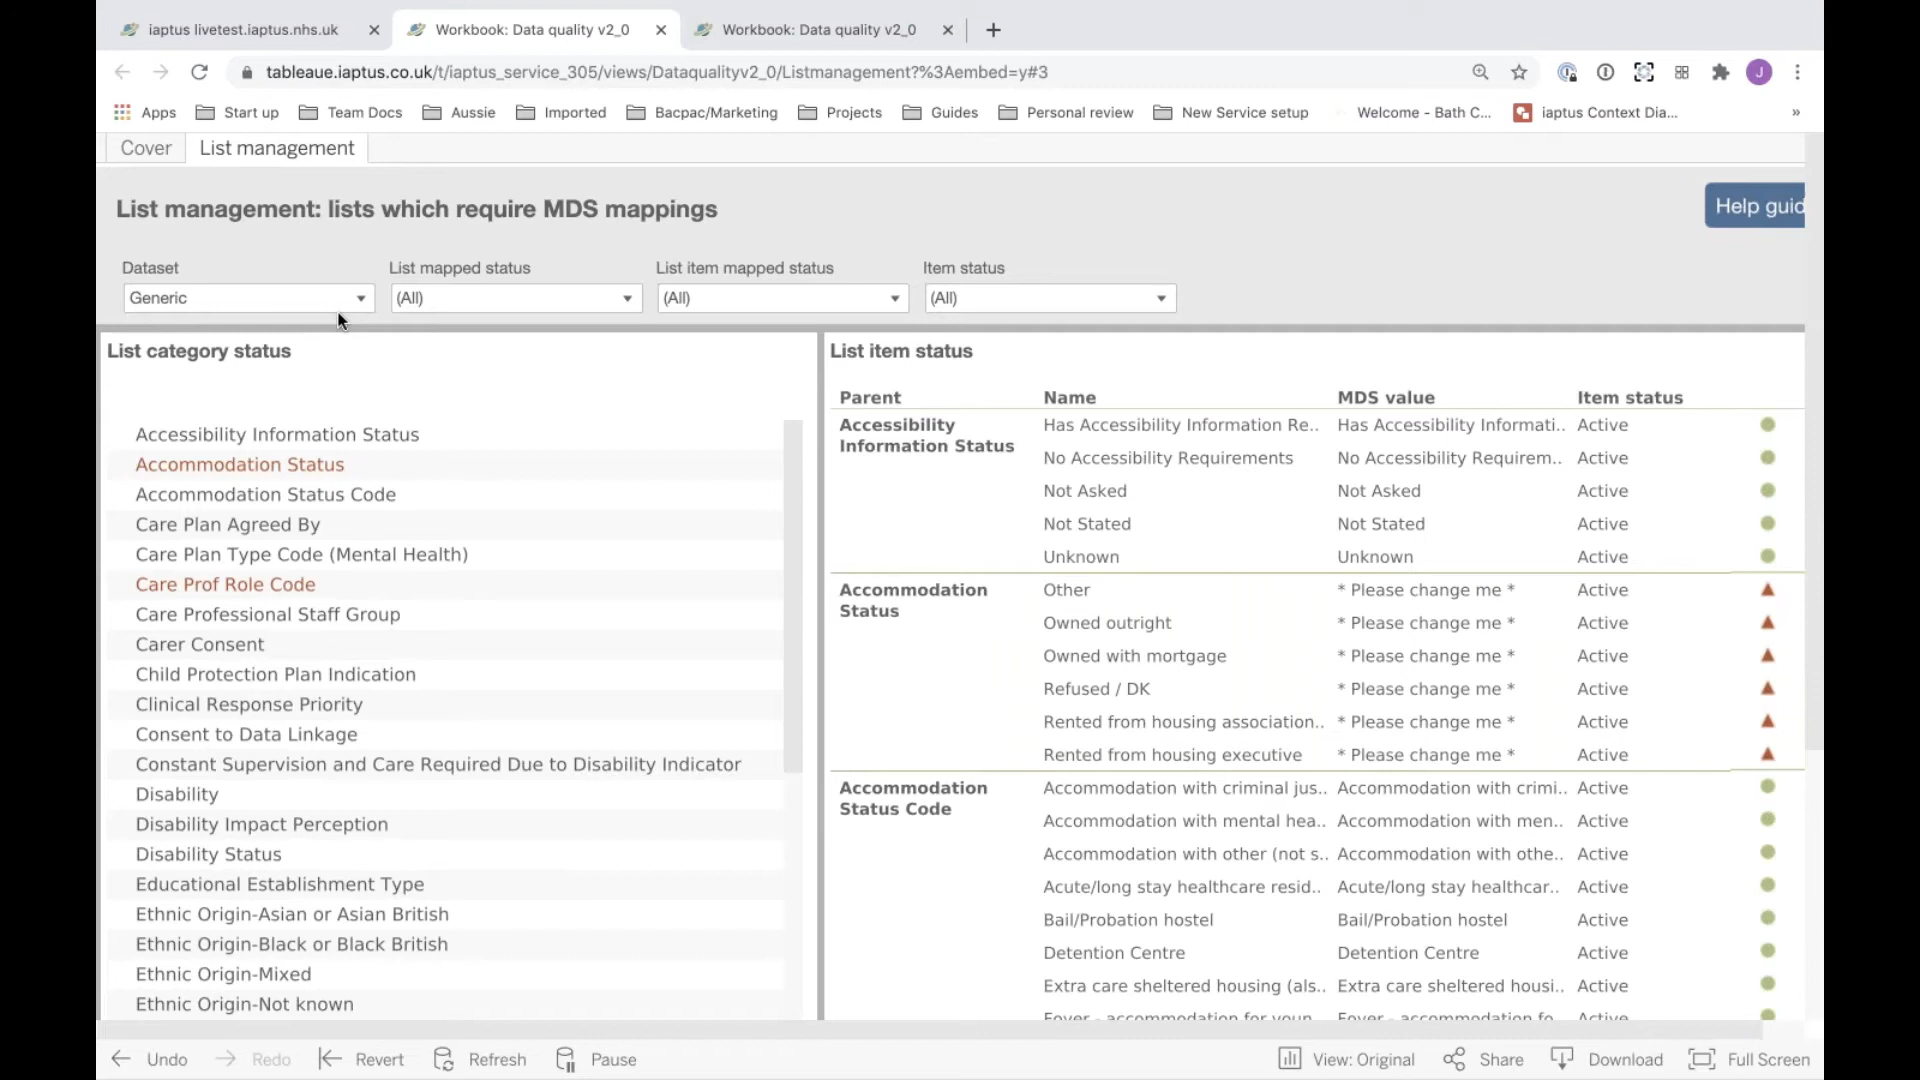 iaptus livetest.iaptus.nhs.uk
Workbook: Data quality v2_0
Workbook: Data quality v2_0
tableaue.iaptus.co.uk/t/iaptus_service_305/views/Dataqualityv2_0/Listmanagement?%3Aembed=y#3
J
Apps
Start up
Team Docs
Aussie
Imported
Bacpac/Marketing
Projects
Guides
Personal review
New Service setup
Welcome - Bath C...
iaptus Context Dia...
»
Cover
List management
List management: lists which require MDS mappings
Help guid
Dataset
List mapped status
List item mapped status
Item status
Generic
(All)
(All)
(All)
List category status
Accessibility Information Status
Accommodation Status
Accommodation Status Code
Care Plan Agreed By
Care Plan Type Code (Mental Health)
Care Prof Role Code
Care Professional Staff Group
Carer Consent
Child Protection Plan Indication
Clinical Response Priority
Consent to Data Linkage
Constant Supervision and Care Required Due to Disability Indicator
Disability
Disability Impact Perception
Disability Status
Educational Establishment Type
Ethnic Origin-Asian or Asian British
Ethnic Origin-Black or Black British
Ethnic Origin-Mixed
Ethnic Origin-Not known
List item status
Parent Name MDS value Item status
Accessibility Has Accessibility Information Re.. Has Accessibility Informati.. Active
Information Status
No Accessibility Requirements No Accessibility Requirem.. Active
Not Asked Not Asked Active
Not Stated Not Stated Active
Unknown Unknown Active
Accommodation Other * Please change me * Active
Status
Owned outright * Please change me * Active
Owned with mortgage * Please change me * Active
Refused / DK * Please change me * Active
Rented from housing association.. * Please change me * Active
Rented from housing executive * Please change me * Active
Accommodation Accommodation with criminal jus.. Accommodation with crimi.. Active
Status Code
Accommodation with mental hea.. Accommodation with men.. Active
Accommodation with other (not s.. Accommodation with othe.. Active
Acute/long stay healthcare resid.. Acute/long stay healthcar.. Active
Bail/Probation hostel Bail/Probation hostel Active
Detention Centre Detention Centre Active
Extra care sheltered housing (als.. Extra care sheltered housi.. Active
Foyer - accommodation for youn.. Foyer - accommodation fo.. Active
Undo
Redo
Revert
Refresh
Pause
View: Original
Share
Download
Full Screen